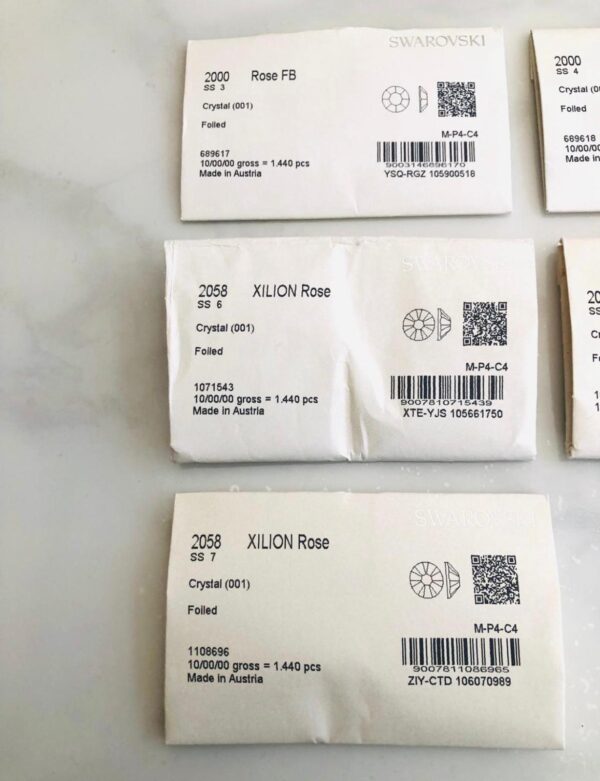 SWAROVSKI
2000 Rose FB
SS 3
Crystal (001)
Foiled
M-P4-C4
689617
10/00/00 gross = 1.440 pcs
Made in Austria
9003146896170
YSQ-RGZ 105900518
2000
SS 4
Crystal
Foiled
689618
Made in
SWAROVSKI
2058 XILION Rose
SS 6
Crystal (001)
Foiled
M-P4-C4
1071543
10/00/00 gross = 1.440 pcs
Made in Austria
9007810715439
XTE-YJS 105661750
SWAROVSKI
2058 XILION Rose
SS 7
Crystal (001)
Foiled
M-P4-C4
1108696
10/00/00 gross = 1.440 pcs
Made in Austria
9007811086965
ZIY-CTD 106070989